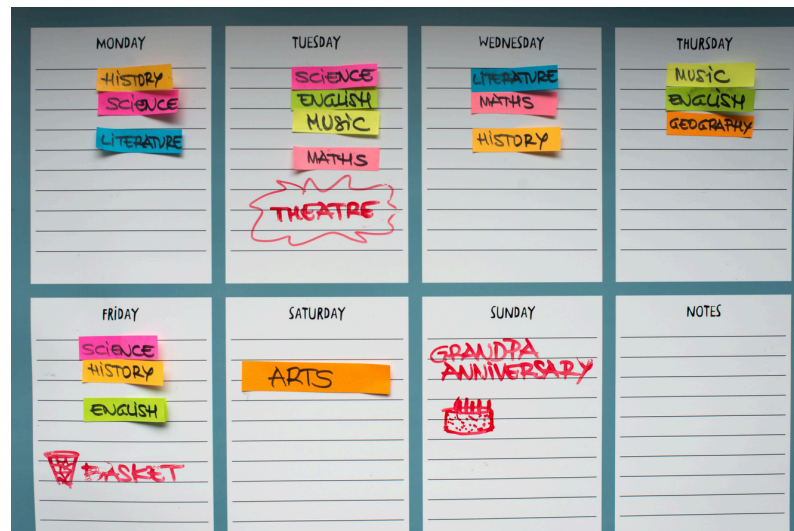 MONDAY
HISTORY
SCIENCE
LITERATURE
TUESDAY
SCIENCE
ENGLISH
MUSIC
MATHS
THEATRE
WEDNESDAY
LITERATURE
MATHS
HISTORY
THURSDAY
MUSIC
ENGLISH
GEOGRAPHY
FRIDAY
SCIENCE
HISTORY
ENGLISH
BASKET
SATURDAY
ARTS
SUNDAY
GRANDPA
ANNIVERSARY
NOTES